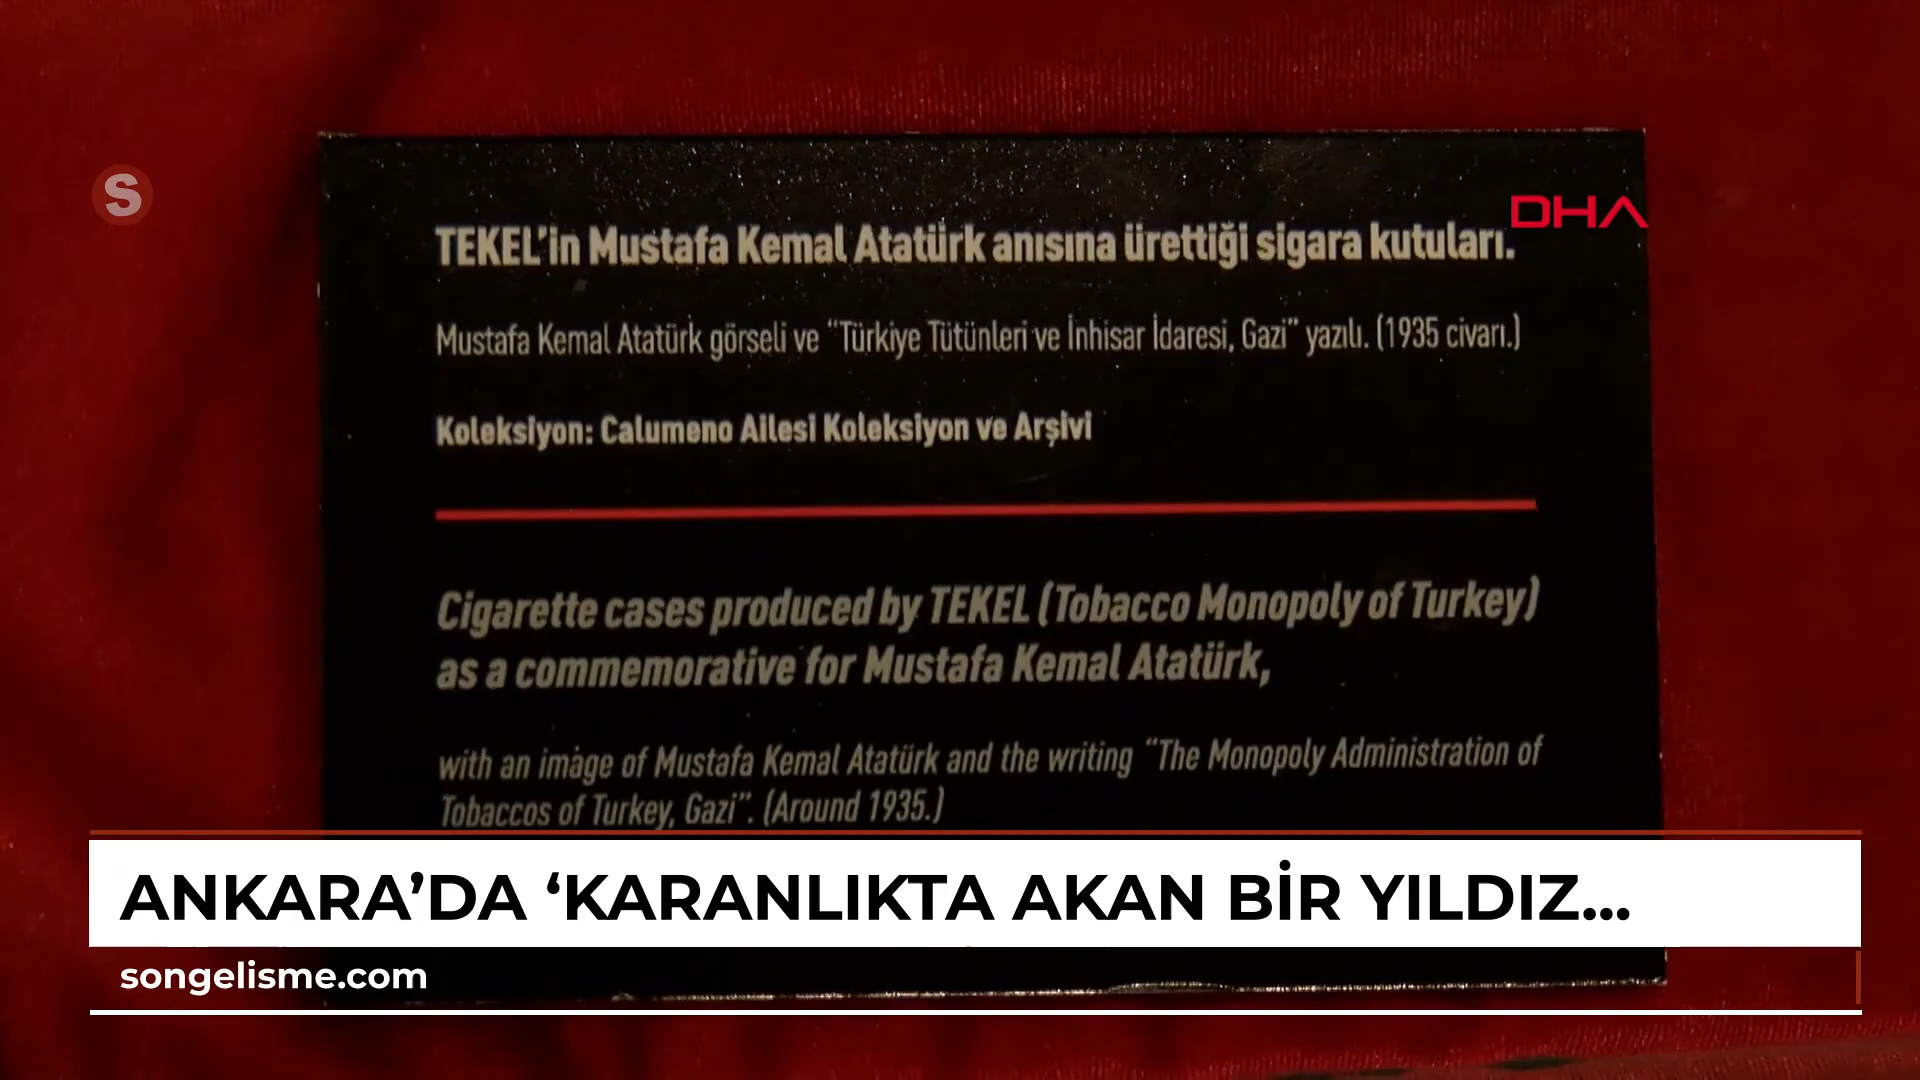 S
DHA
TEKEL’in Mustafa Kemal Atatürk anısına ürettiği sigara kutuları.
Mustafa Kemal Atatürk görseli ve “Türkiye Tütünleri ve İnhisar İdaresi, Gazi” yazılı. (1935 civarı.)
Koleksiyon: Calumeno Ailesi Koleksiyon ve Arşivi
Cigarette cases produced by TEKEL (Tobacco Monopoly of Turkey)
as a commemorative for Mustafa Kemal Atatürk,
with an image of Mustafa Kemal Atatürk and the writing “The Monopoly Administration of
Tobaccos of Turkey, Gazi”. (Around 1935.)
ANKARA’DA ‘KARANLIKTA AKAN BİR YILDIZ...
songelisme.com